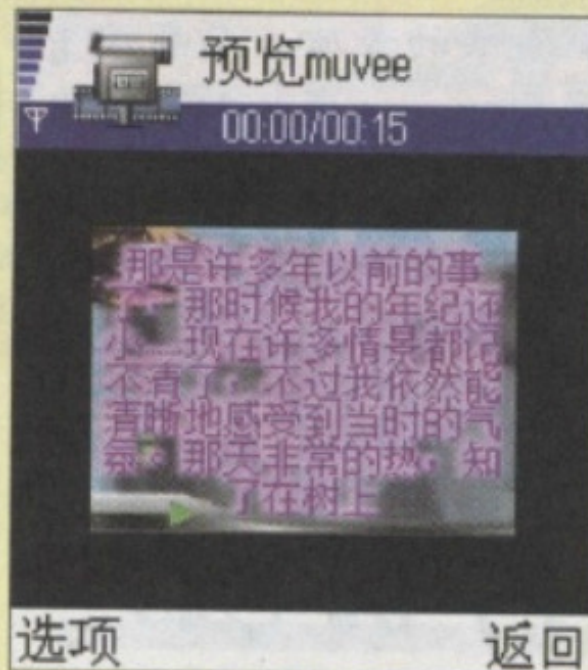 预览muvee
00:00/00:15
那是许多年以前的事
了。那时候我的年纪还
小……现在许多情景都记
不青了。不过我依然能
青晰地感受到当时的气
氛。那天非常的热，知
了在树上
选项
返回